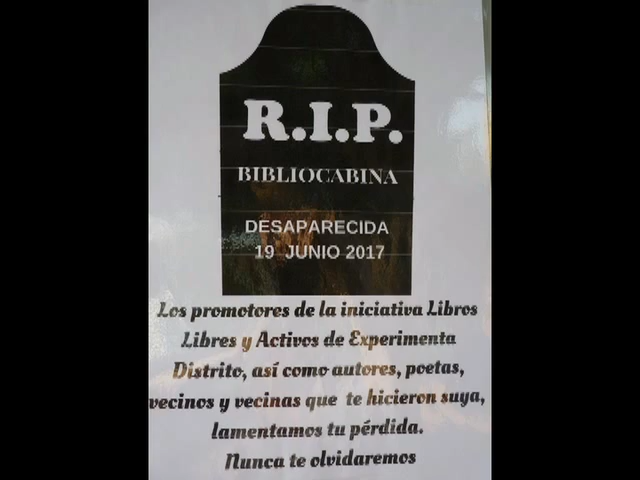 R.I.P.
BIBLIOCABINA
DESAPARECIDA
19 JUNIO 2017
Los promotores de la iniciativa Libros
Libres y Activos de Experimenta
Distrito, así como autores, poetas,
vecinos y vecinas que te hicieron suya,
lamentamos tu pérdida.
Nunca te olvidaremos